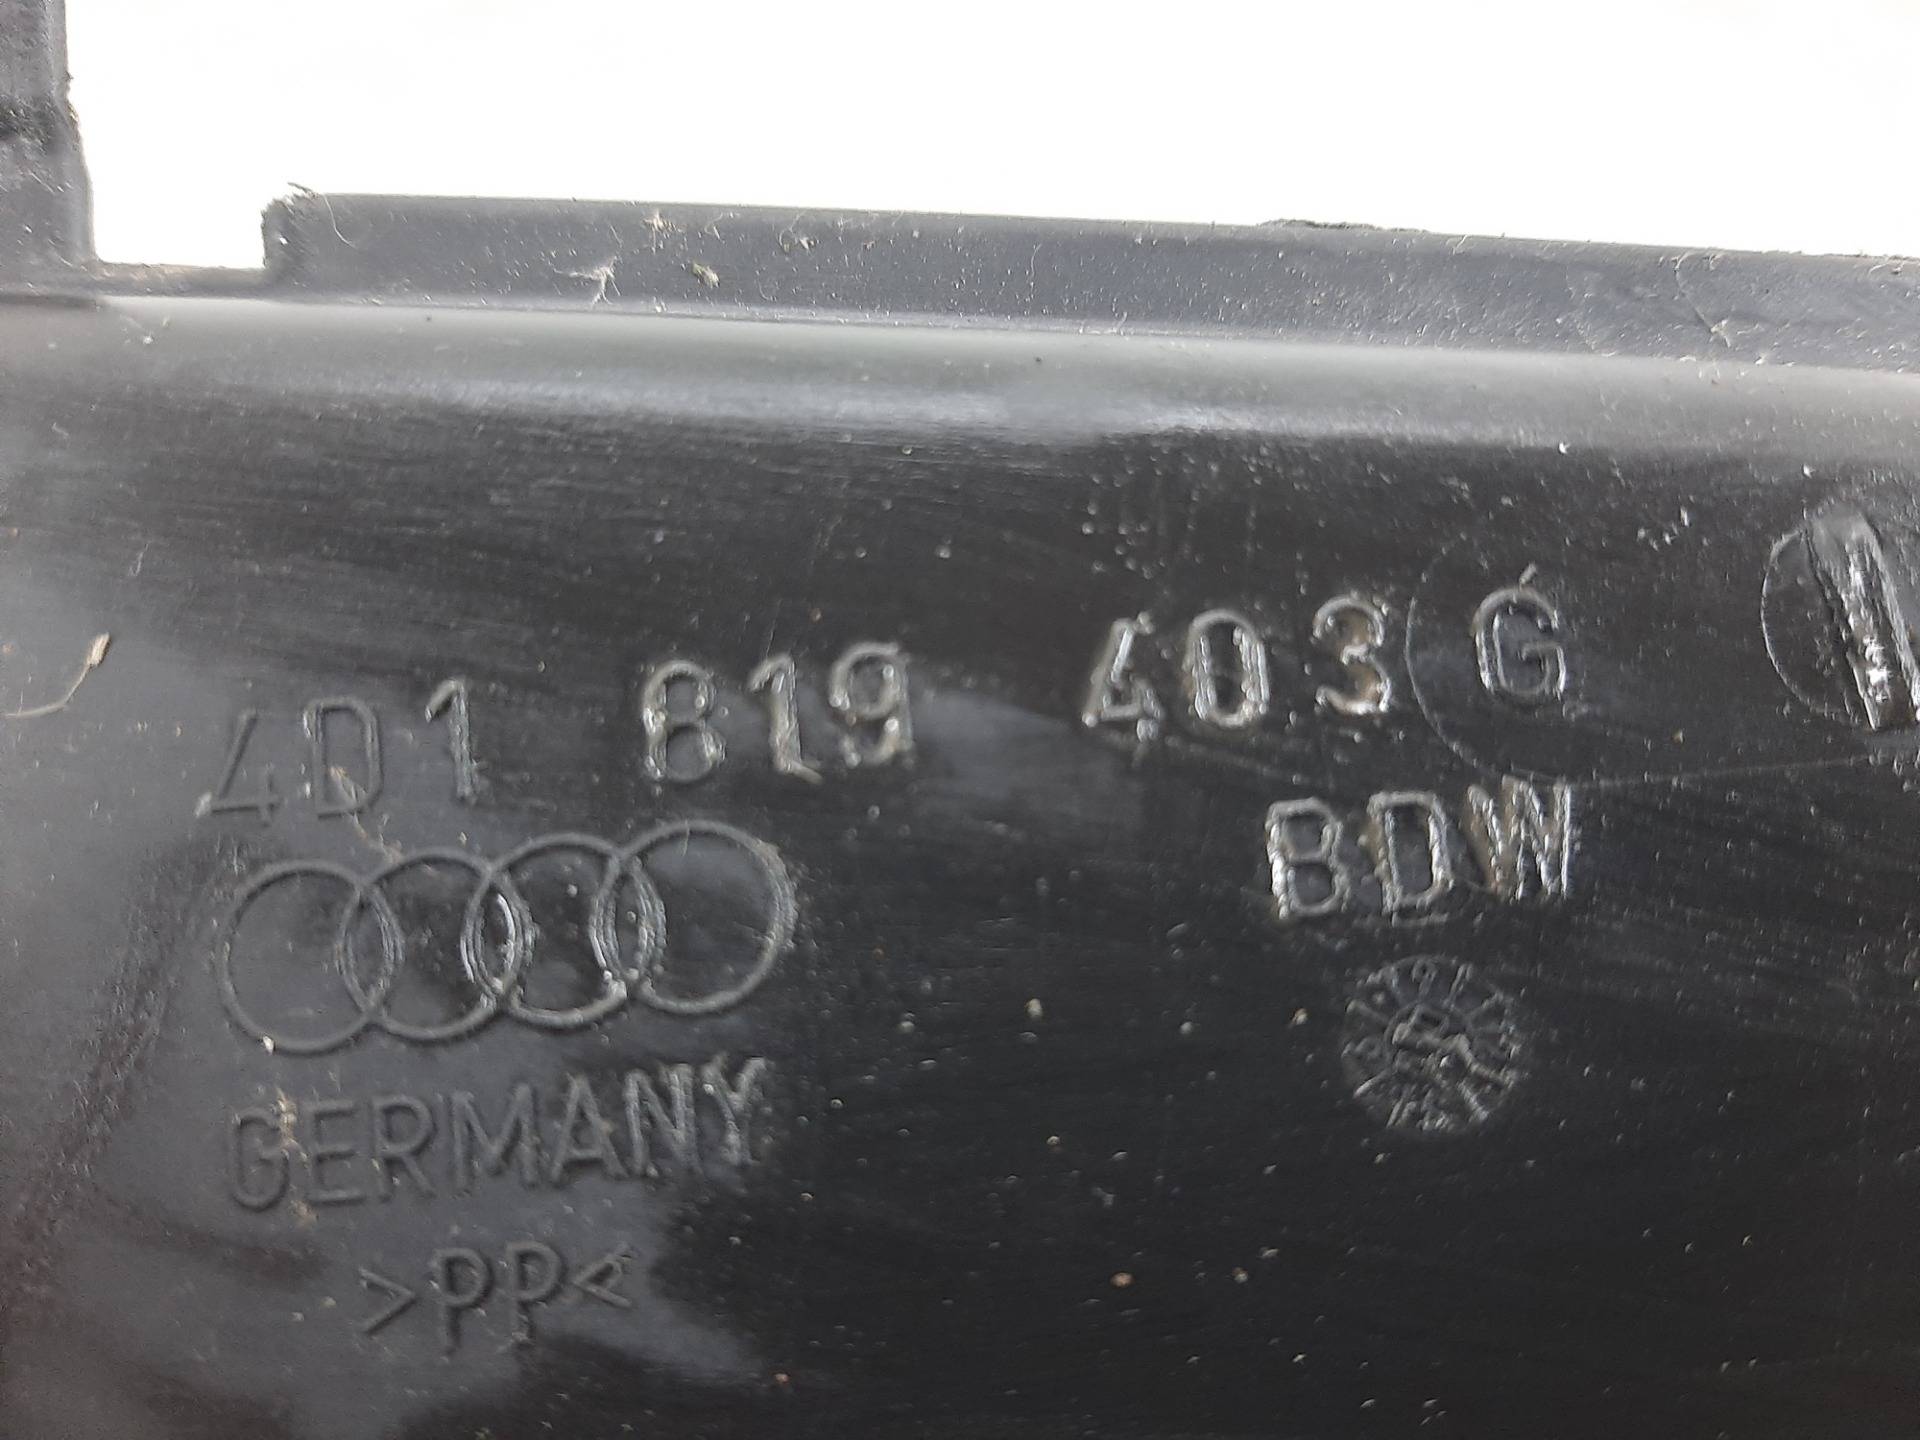 4D1 819 403 G
BDW
GERMANY
>PP<